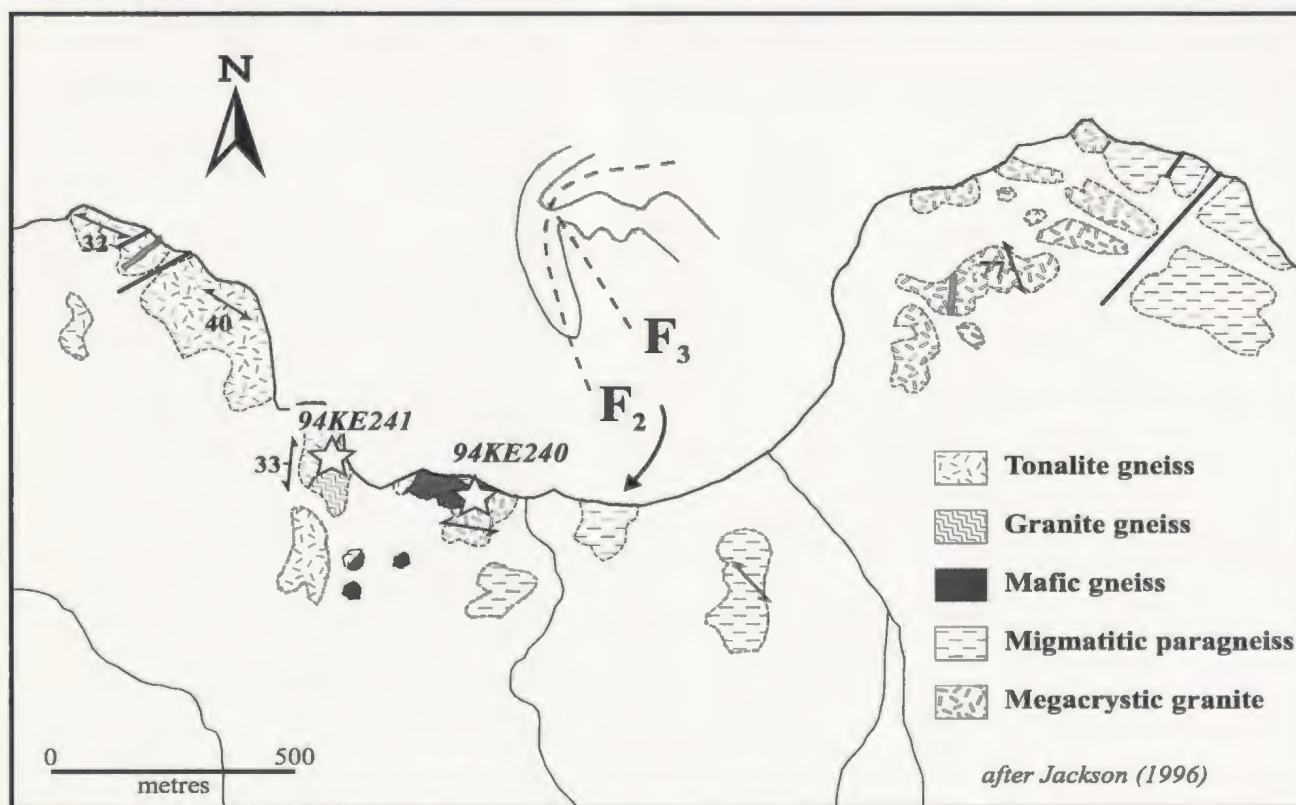 N
32
40
F3
F2
77
94KE241
94KE240
33
Tonalite gneiss
Granite gneiss
Mafic gneiss
Migmatitic paragneiss
Megacrystic granite
0 500
metres
after Jackson (1996)